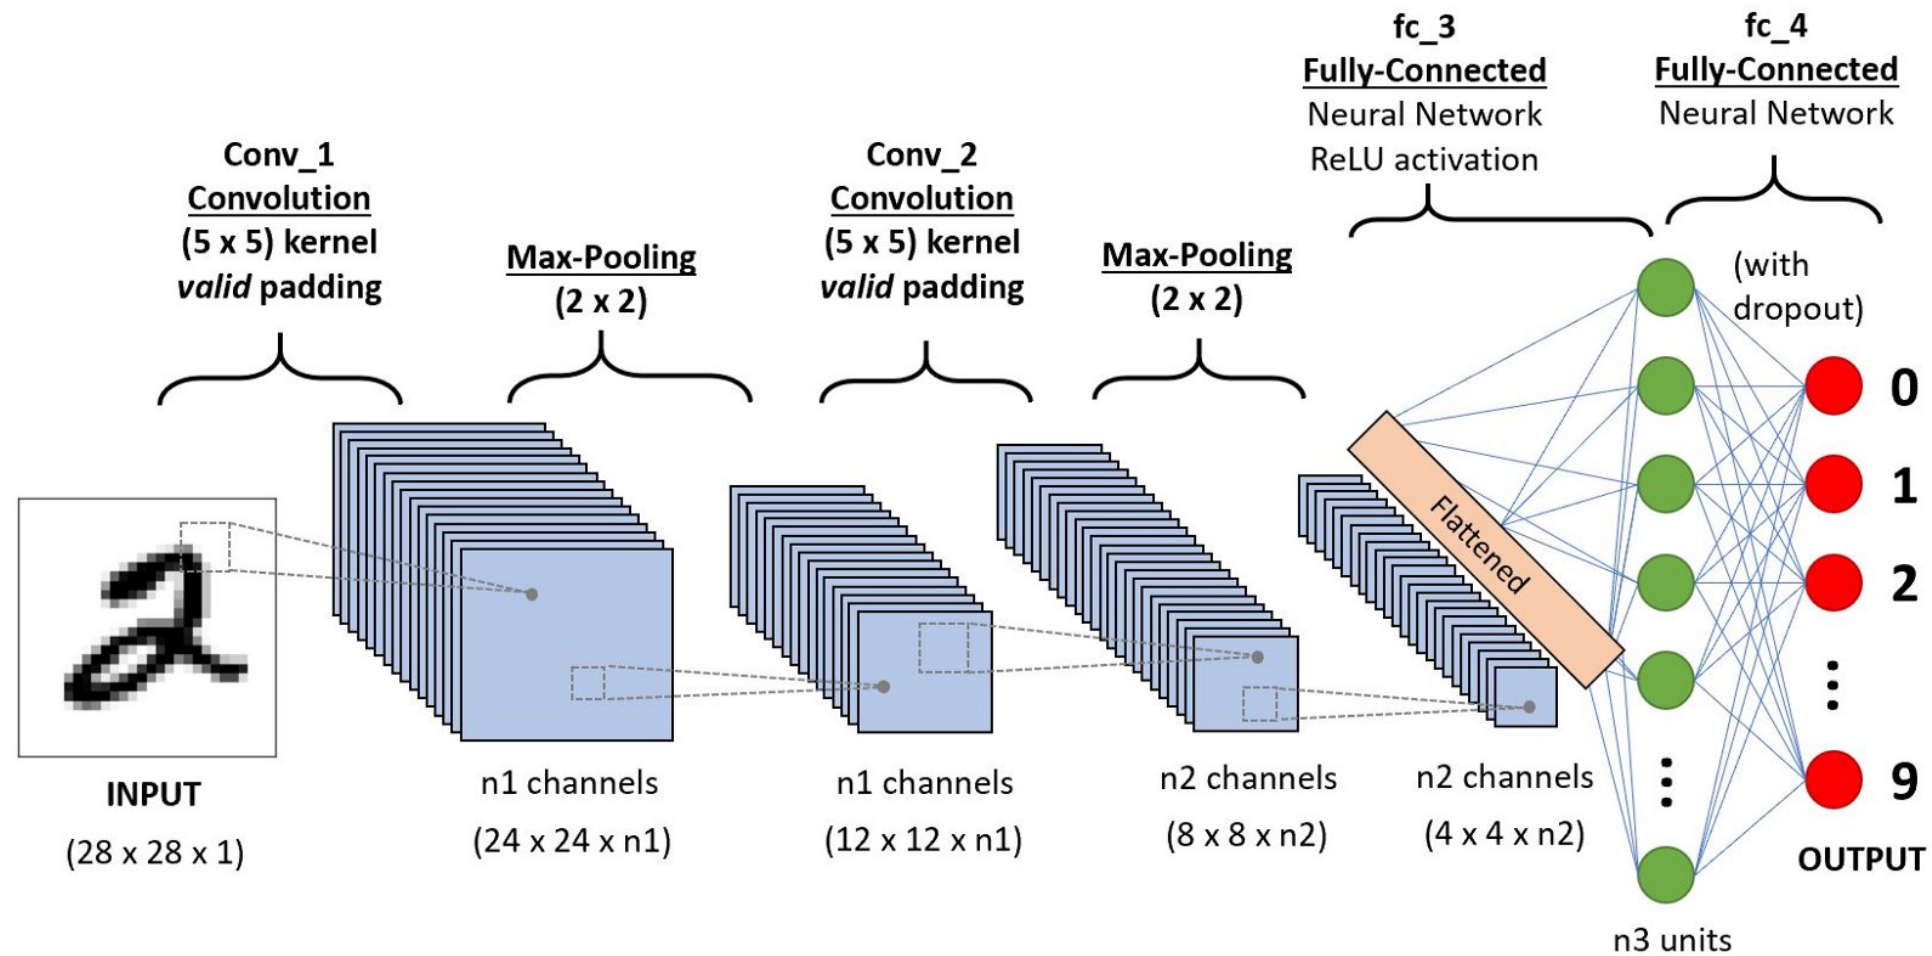 Conv_1
Convolution
(5 x 5) kernel
valid padding
Max-Pooling
(2 x 2)
Conv_2
Convolution
(5 x 5) kernel
valid padding
Max-Pooling
(2 x 2)
fc_3
Fully-Connected
Neural Network
ReLU activation
fc_4
Fully-Connected
Neural Network
(with
dropout)
Flattened
0
1
2
9
INPUT
(28 x 28 x 1)
n1 channels
(24 x 24 x n1)
n1 channels
(12 x 12 x n1)
n2 channels
(8 x 8 x n2)
n2 channels
(4 x 4 x n2)
n3 units
OUTPUT